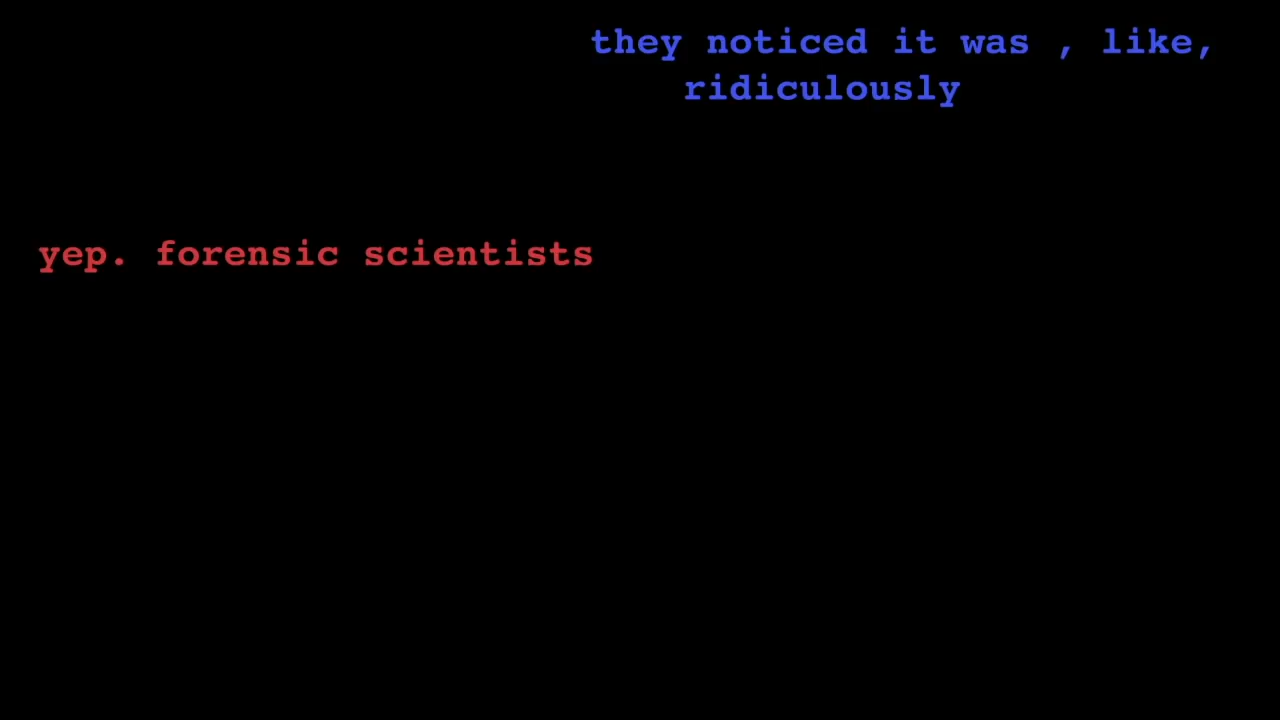 they noticed it was , like,
ridiculously
yep. forensic scientists